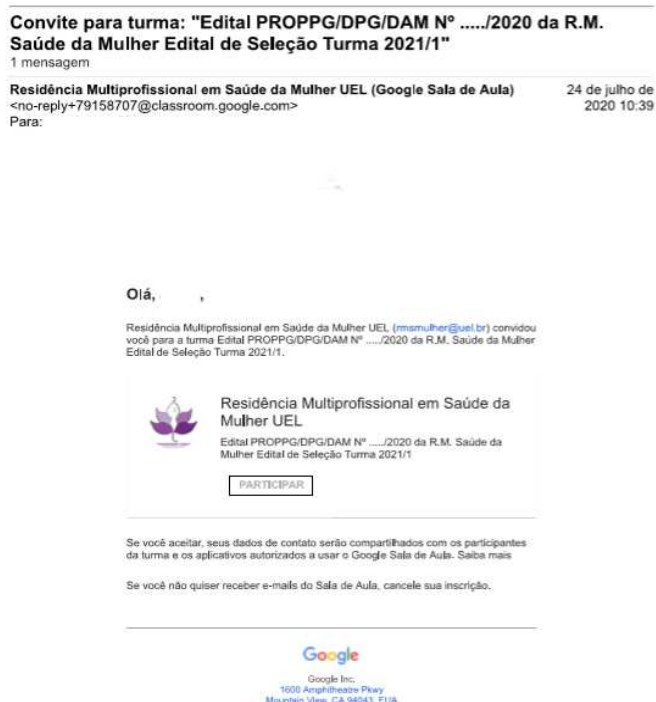 Convite para turma: "Edital PROPPG/DPG/DAM Nº ...../2020 da R.M.
Saúde da Mulher Edital de Seleção Turma 2021/1"
1 mensagem
Residência Multiprofissional em Saúde da Mulher UEL (Google Sala de Aula)
<no-reply+79158707@classroom.google.com>
Para:
24 de julho de
2020 10:39
Olá, ,
Residência Multiprofissional em Saúde da Mulher UEL (rmsmulher@uel.br) convidou
você para a turma Edital PROPPG/DPG/DAM Nº ...../2020 da R.M. Saúde da Mulher
Edital de Seleção Turma 2021/1.
Residência Multiprofissional em Saúde da
Mulher UEL
Edital PROPPG/DPG/DAM Nº ...../2020 da R.M. Saúde da
Mulher Edital de Seleção Turma 2021/1
PARTICIPAR
Se você aceitar, seus dados de contato serão compartilhados com os participantes
da turma e os aplicativos autorizados a usar o Google Sala de Aula. Saiba mais
Se você não quiser receber e-mails do Sala de Aula, cancele sua inscrição.
Google
Google Inc.
1600 Amphitheatre Pkwy
Mountain View, CA 94043, EUA